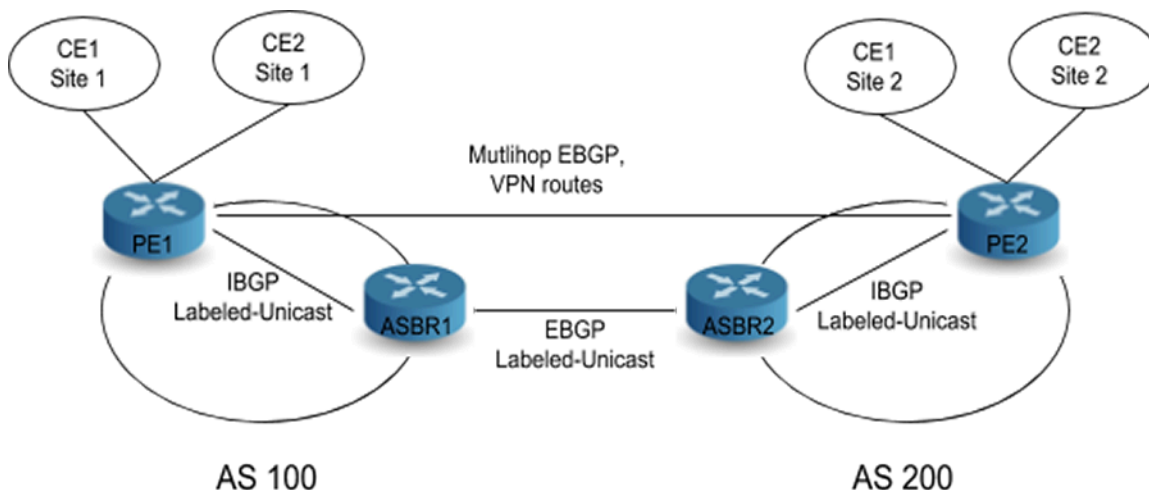 CE1
Site 1
CE2
Site 1
CE1
Site 2
CE2
Site 2
Mutlihop EBGP,
VPN routes
PE1
PE2
IBGP
Labeled-Unicast
ASBR1
EBGP
Labeled-Unicast
ASBR2
IBGP
Labeled-Unicast
AS 100
AS 200